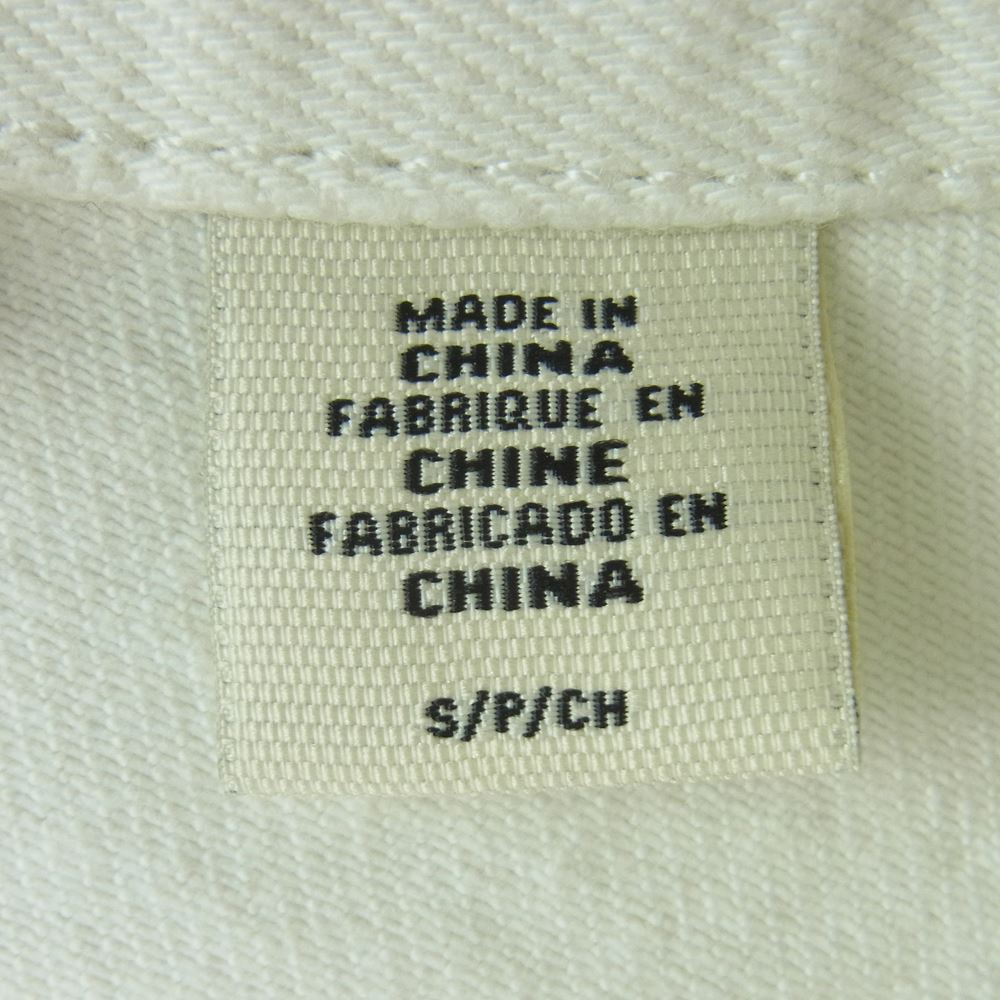 MADE IN
CHINA
FABRIQUE EN
CHINE
FABRICADO EN
CHINA
S/P/CH